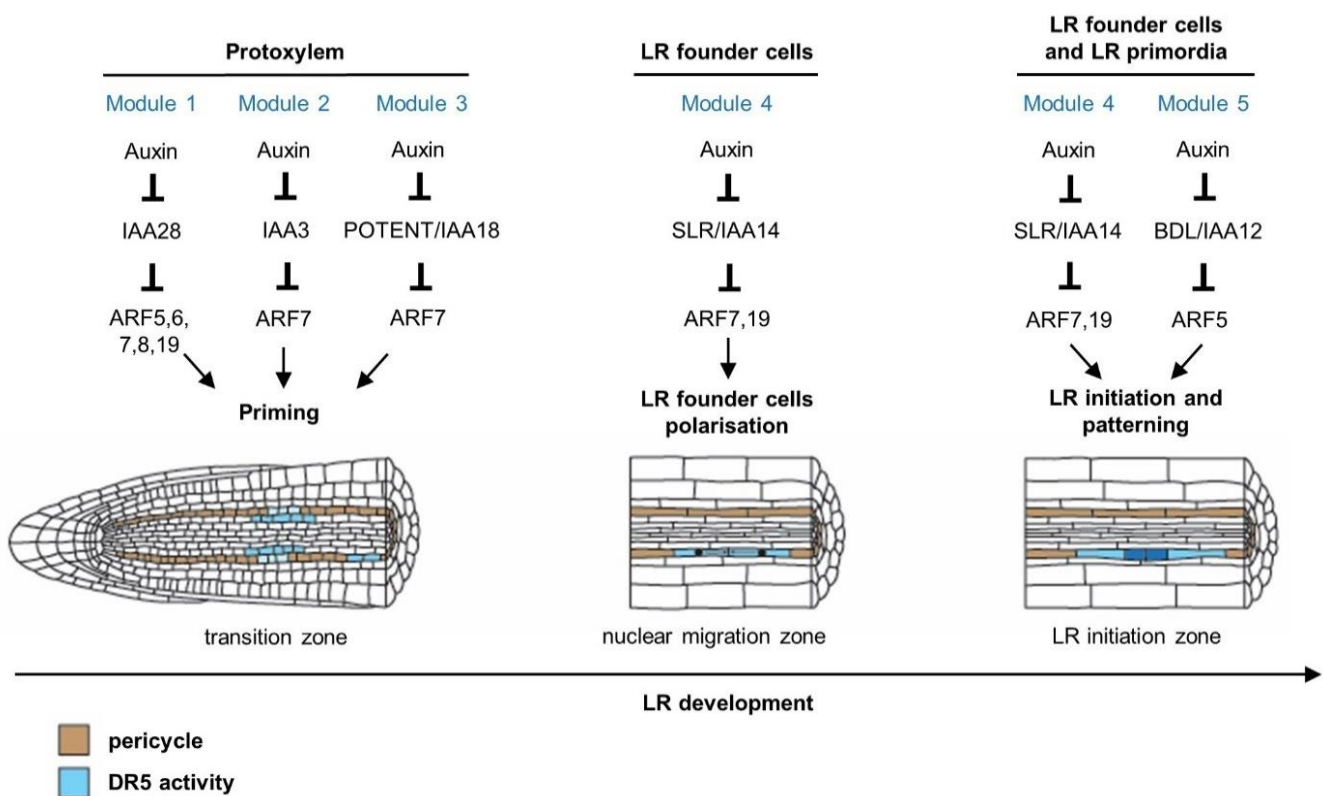 Protoxylem
Module 1 Module 2 Module 3
Auxin Auxin Auxin
IAA28 IAA3 POTENT/IAA18
ARF5,6,
7,8,19
ARF7 ARF7
Priming
transition zone
LR founder cells
Module 4
Auxin
SLR/IAA14
ARF7,19
LR founder cells
polarisation
nuclear migration zone
LR founder cells
and LR primordia
Module 4 Module 5
Auxin Auxin
SLR/IAA14 BDL/IAA12
ARF7,19 ARF5
LR initiation and
patterning
LR initiation zone
LR development
pericycle
DR5 activity